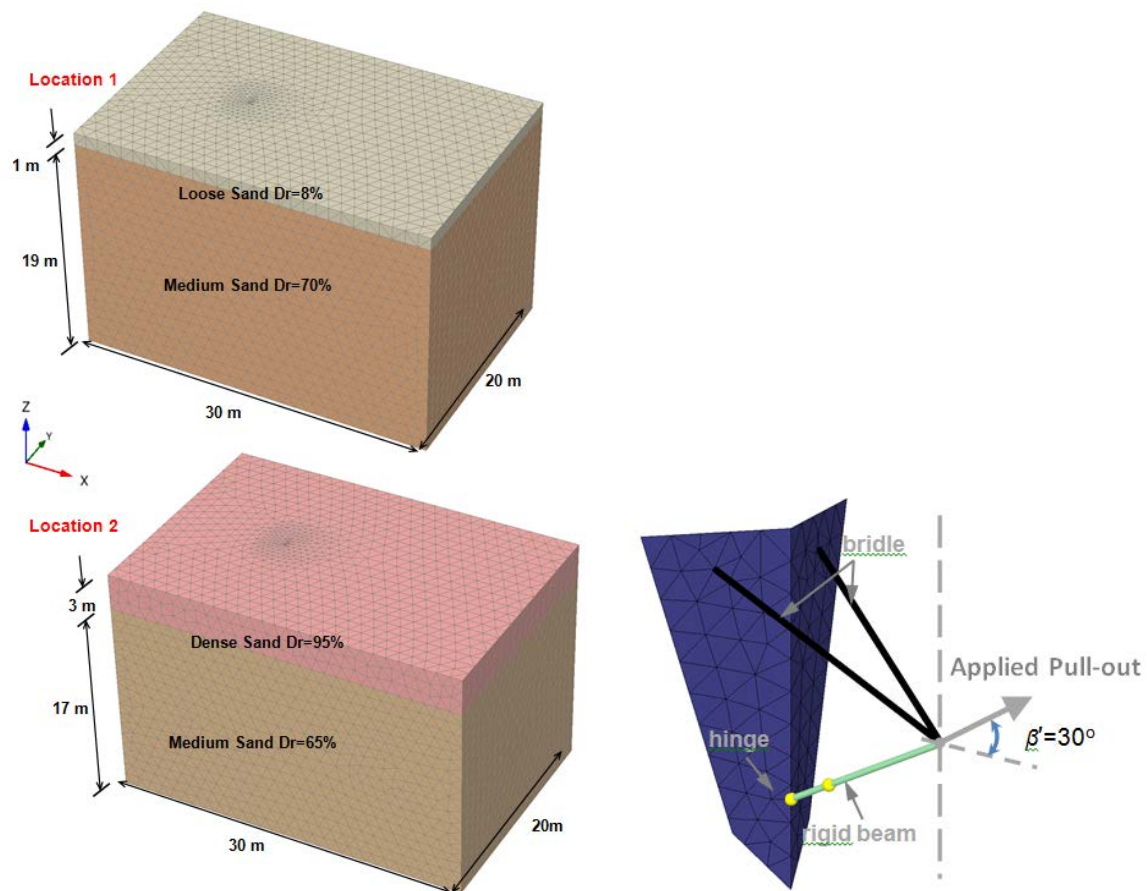 Location 1
1 m
Loose Sand Dr=8%
19 m
Medium Sand Dr=70%
20 m
30 m
Z
Y
X
Location 2
3 m
Dense Sand Dr=95%
17 m
Medium Sand Dr=65%
20m
30 m
bridle
Applied Pull-out
β'=30°
hinge
rigid beam